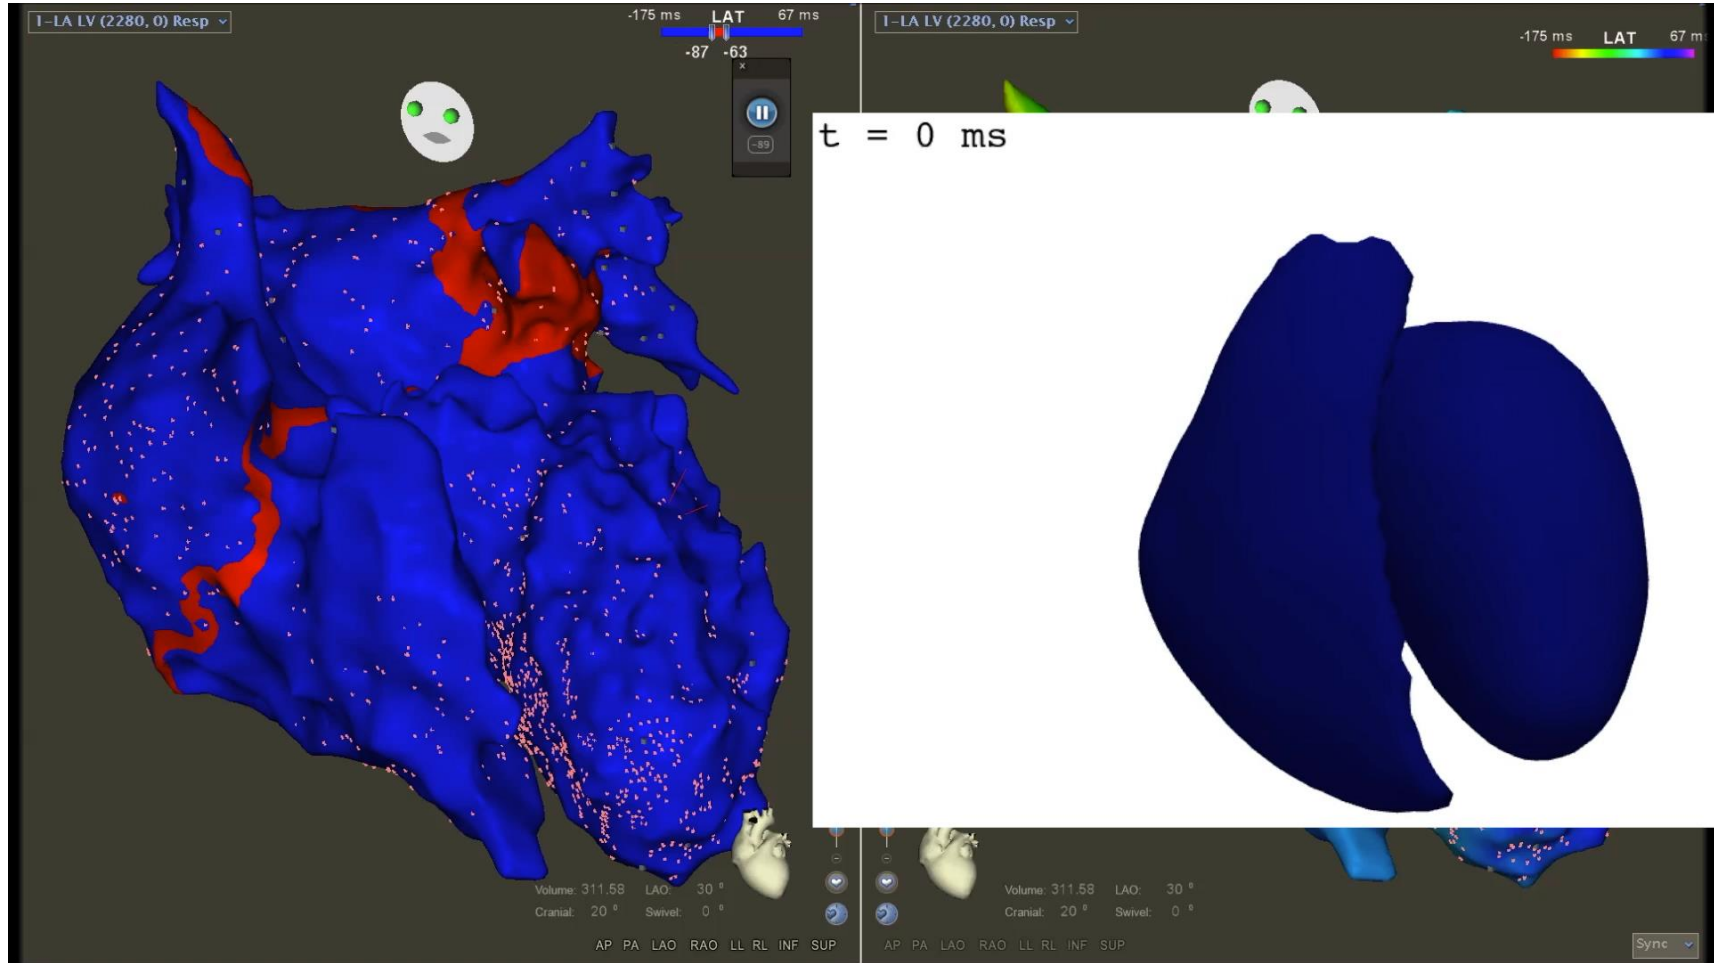 1-LA LV (2280, 0) Resp
-175 ms LAT 67 ms
-87 -63
x
-89
Volume: 311.58 LAO: 30 °
Cranial: 20 ° Swivel: 0 °
AP PA LAO RAO LL RL INF SUP
1-LA LV (2280, 0) Resp
-175 ms LAT 67 m
t = 0 ms
Volume: 311.58 LAO: 30 °
Cranial: 20 ° Swivel: 0 °
AP PA LAO RAO LL RL INF SUP
Sync